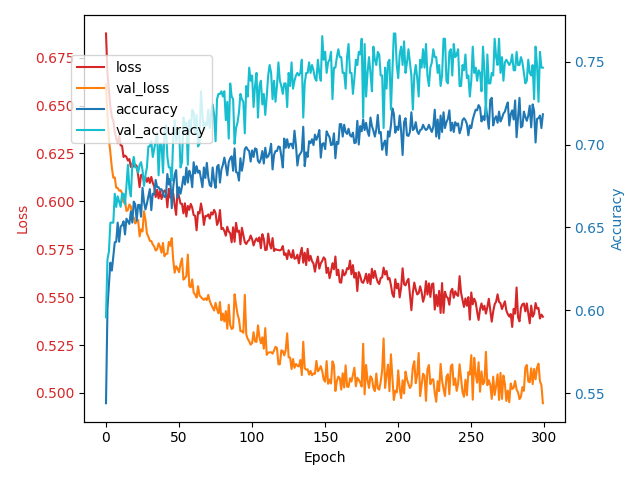 loss
val_loss
accuracy
val_accuracy
0.675
0.650
0.625
0.600
0.575
0.550
0.525
0.500
Loss
0.75
0.70
0.65
0.60
0.55
Accuracy
0 50 100 150 200 250 300
Epoch